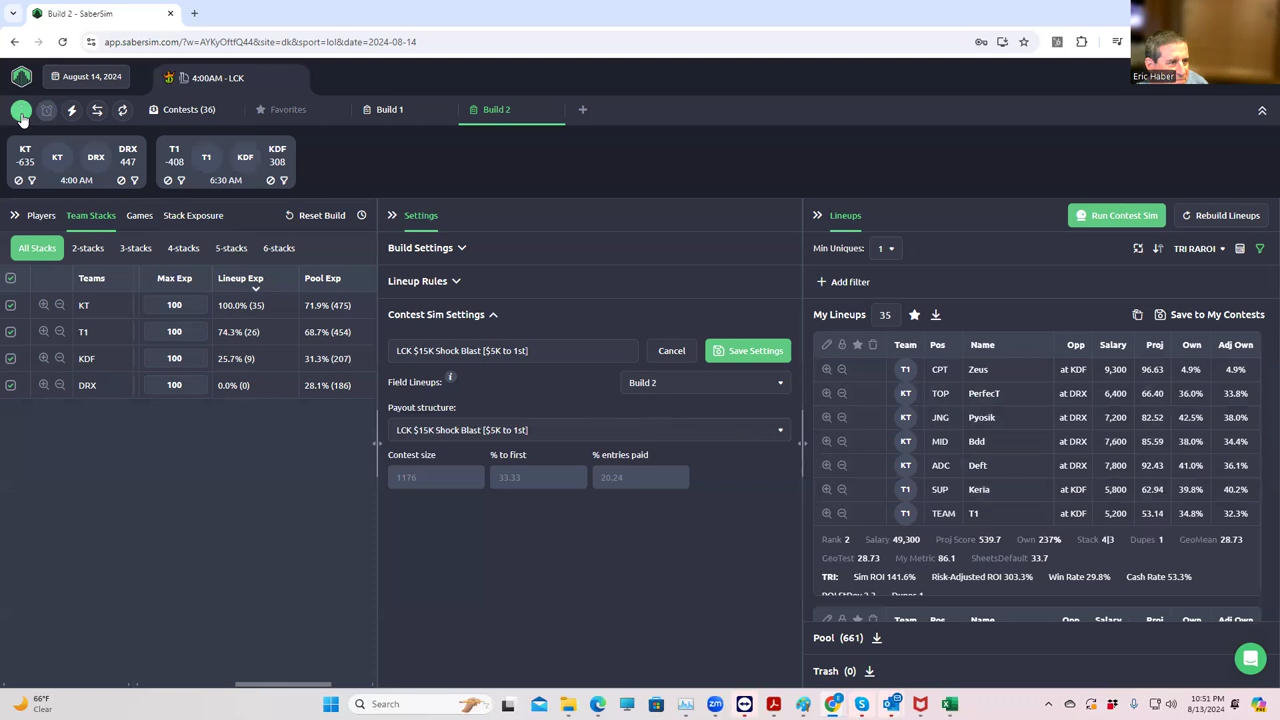 Build 2 - SaberSim
app.sabersim.com/?w=AYKyOftfQ44&site=dk&sport=lol&date=2024-08-14
Eric Haber
August 14, 2024
4:00AM - LCK
Contests (36)
Favorites
Build 1
Build 2
KT -635 KT DRX DRX 447
4:00 AM
T1 -408 T1 KDF KDF 308
6:30 AM
Players Team Stacks Games Stack Exposure Reset Build
All Stacks 2-stacks 3-stacks 4-stacks 5-stacks 6-stacks
Teams Max Exp Lineup Exp Pool Exp
KT 100 100.0% (35) 71.9% (475)
T1 100 74.3% (26) 68.7% (454)
KDF 100 25.7% (9) 31.3% (207)
DRX 100 0.0% (0) 28.1% (186)
Settings
Build Settings
Lineup Rules
Contest Sim Settings
LCK $15K Shock Blast [$5K to 1st] Cancel Save Settings
Field Lineups: i Build 2
Payout structure:
LCK $15K Shock Blast [$5K to 1st]
Contest size % to first % entries paid
1176 33.33 20.24
Lineups Run Contest Sim Rebuild Lineups
Min Uniques: 1 TRI RAROI
Add filter
My Lineups 35 Save to My Contests
Team Pos Name Opp Salary Proj Own Adj Own
T1 CPT Zeus at KDF 9,300 96.63 4.9% 4.9%
KT TOP PerfecT at DRX 6,400 66.40 36.0% 33.8%
KT JNG Pyosik at DRX 7,200 82.52 42.5% 38.0%
KT MID Bdd at DRX 7,600 85.59 38.0% 34.4%
KT ADC Deft at DRX 7,800 92.43 41.0% 36.1%
T1 SUP Keria at KDF 5,800 62.94 39.8% 40.2%
T1 TEAM T1 at KDF 5,200 53.14 34.8% 32.3%
Rank 2 Salary 49,300 Proj Score 539.7 Own 237% Stack 4|3 Dupes 1 GeoMean 28.73
GeoTest 28.73 My Metric 86.1 SheetsDefault 33.7
TRI: Sim ROI 141.6% Risk-Adjusted ROI 303.3% Win Rate 29.8% Cash Rate 53.3%
Team Pos Name Opp Salary Proj Own Adj Own
Pool (661)
Trash (0)
66°F
Clear
Search
10:51 PM
8/13/2024